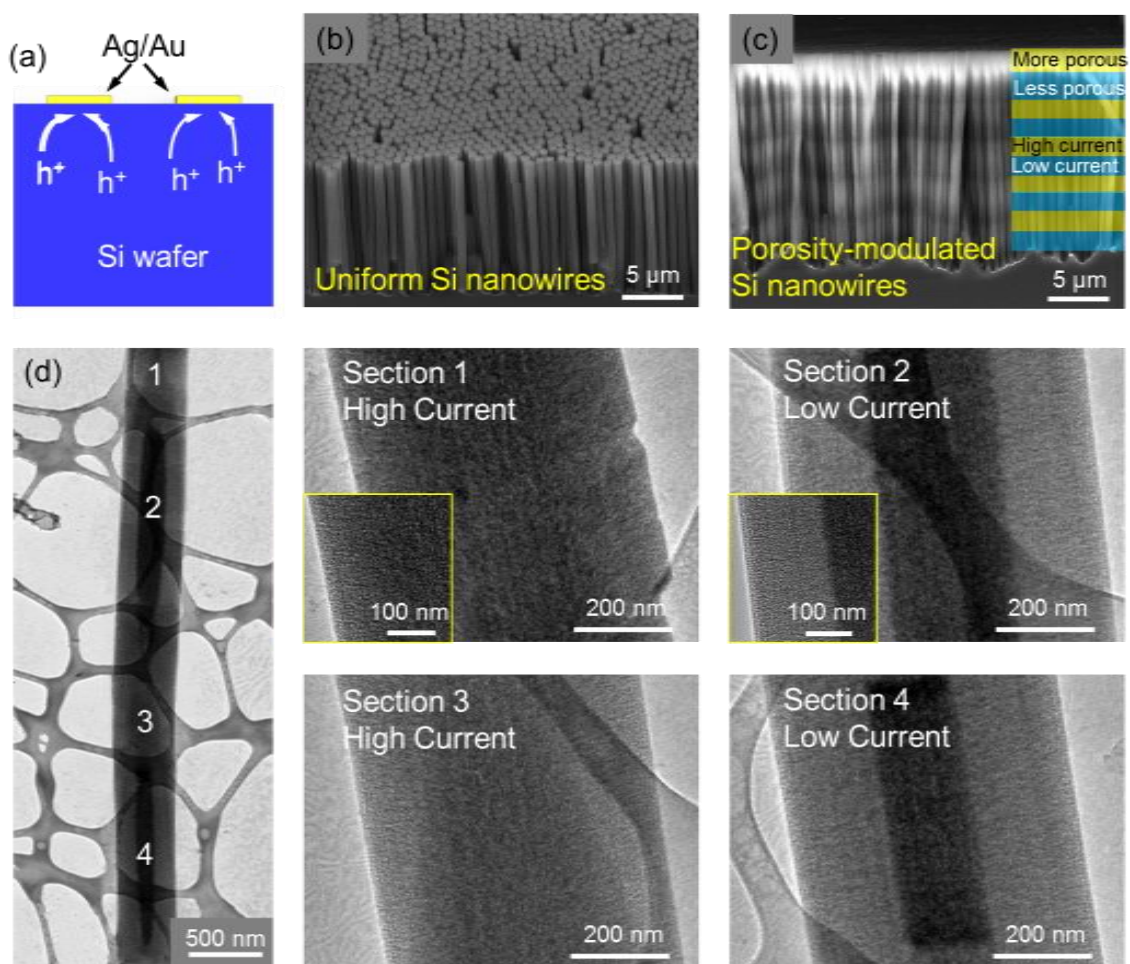 (a)
Ag/Au
h⁺
h⁺
h⁺
h⁺
Si wafer
(b)
Uniform Si nanowires
5 µm
(c)
More porous
Less porous
High current
Low current
Porosity-modulated
Si nanowires
5 µm
(d)
1
2
3
4
500 nm
Section 1
High Current
100 nm
200 nm
Section 2
Low Current
100 nm
200 nm
Section 3
High Current
200 nm
Section 4
Low Current
200 nm